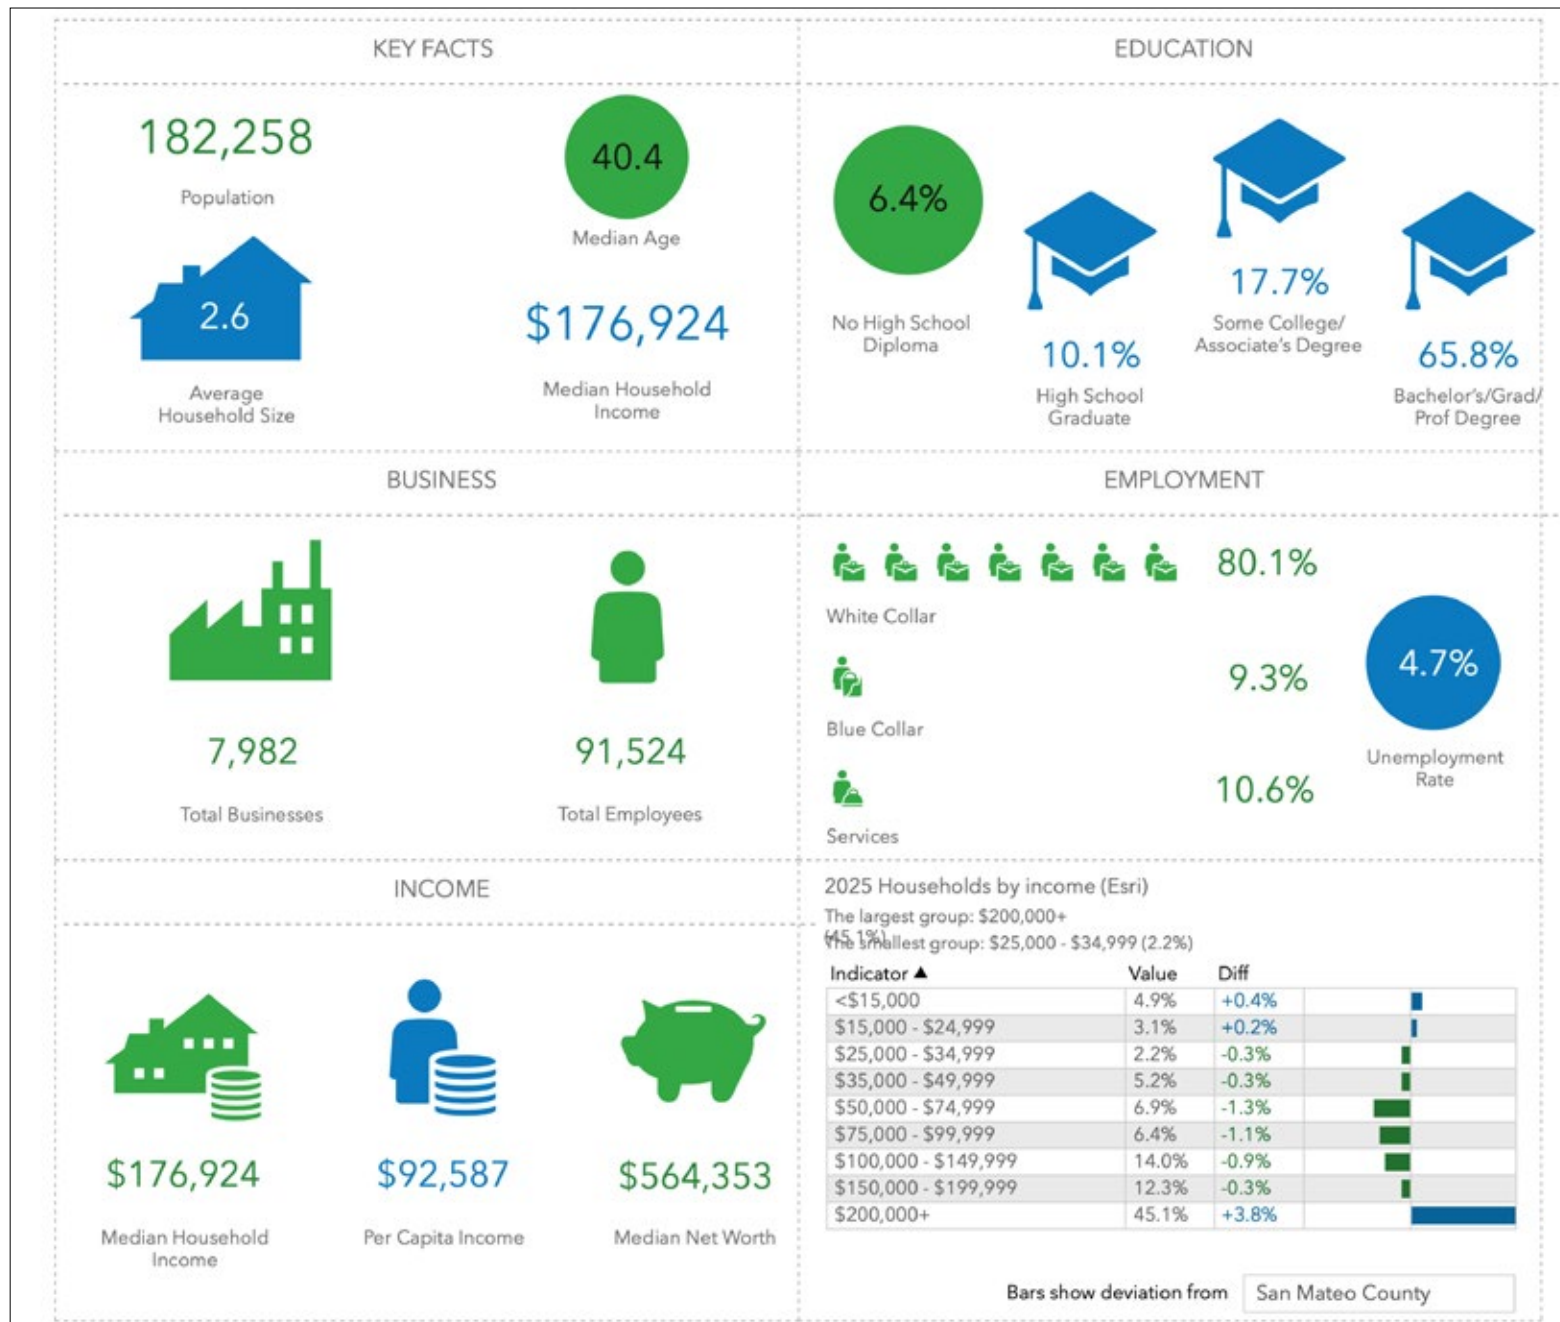 KEY FACTS
182,258
Population
40.4
Median Age
2.6
Average
Household Size
$176,924
Median Household
Income
EDUCATION
6.4%
No High School
Diploma
10.1%
High School
Graduate
17.7%
Some College/
Associate's Degree
65.8%
Bachelor's/Grad/
Prof Degree
BUSINESS
7,982
Total Businesses
91,524
Total Employees
EMPLOYMENT
80.1%
White Collar
9.3%
Blue Collar
10.6%
Services
4.7%
Unemployment
Rate
INCOME
$176,924
Median Household
Income
$92,587
Per Capita Income
$564,353
Median Net Worth
2025 Households by income (Esri)
The largest group: $200,000+
(45.1%)
The smallest group: $25,000 - $34,999 (2.2%)
Indicator ▲ Value Diff
<$15,000 4.9% +0.4%
$15,000 - $24,999 3.1% +0.2%
$25,000 - $34,999 2.2% -0.3%
$35,000 - $49,999 5.2% -0.3%
$50,000 - $74,999 6.9% -1.3%
$75,000 - $99,999 6.4% -1.1%
$100,000 - $149,999 14.0% -0.9%
$150,000 - $199,999 12.3% -0.3%
$200,000+ 45.1% +3.8%
Bars show deviation from San Mateo County